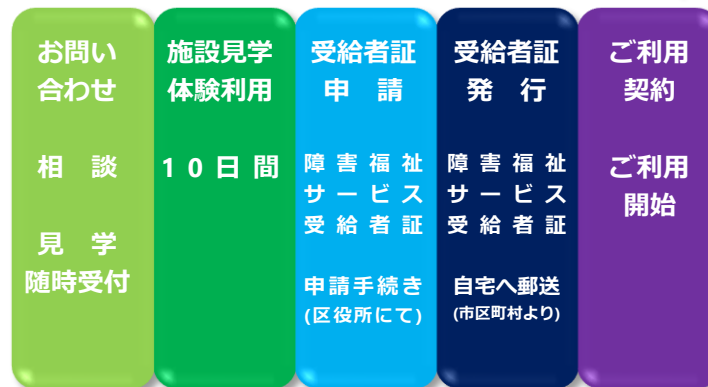 お問い
合わせ
相 談
見 学
随時受付
施設見学
体験利用
10日間
受給者証
申 請
障害福祉
サービス
受給者証
申請手続き
(区役所にて)
受給者証
発 行
障害福祉
サービス
受給者証
自宅へ郵送
(市区町村より)
ご利用
契約
ご利用
開始